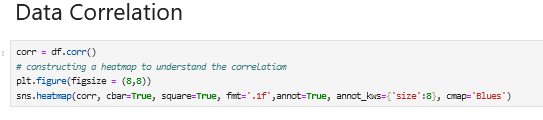 Data Correlation
corr = df.corr()
# constructing a heatmap to understand the correlatiom
plt.figure(figsize = (8,8))
sns.heatmap(corr, cbar=True, square=True, fmt='.1f',annot=True, annot_kws={'size':8}, cmap='Blues')